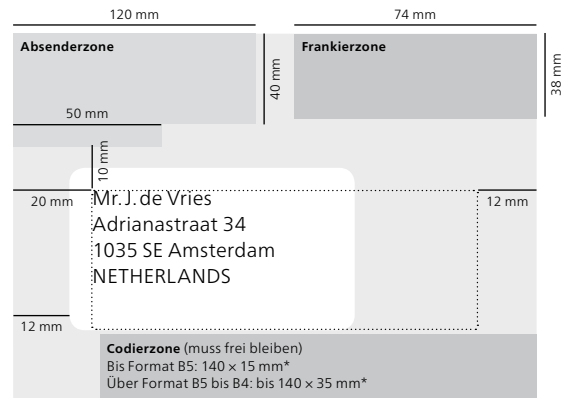 120 mm
74 mm
Absenderzone
Frankierzone
40 mm
38 mm
50 mm
10 mm
20 mm
12 mm
Mr. J. de Vries
Adrianastraat 34
1035 SE Amsterdam
NETHERLANDS
12 mm
Codierzone (muss frei bleiben)
Bis Format B5: 140 × 15 mm*
Über Format B5 bis B4: bis 140 × 35 mm*